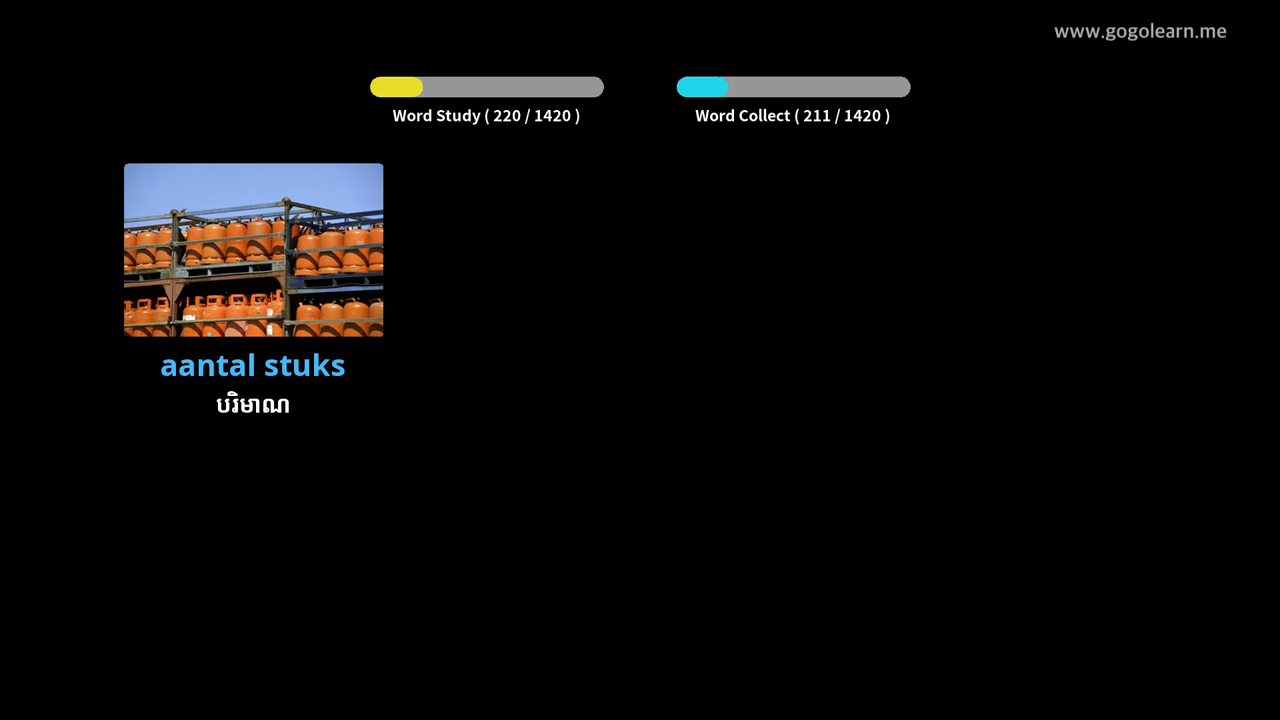 www.gogolearn.me
Word Study ( 220 / 1420 )
Word Collect ( 211 / 1420 )
aantal stuks
បរិមាណ